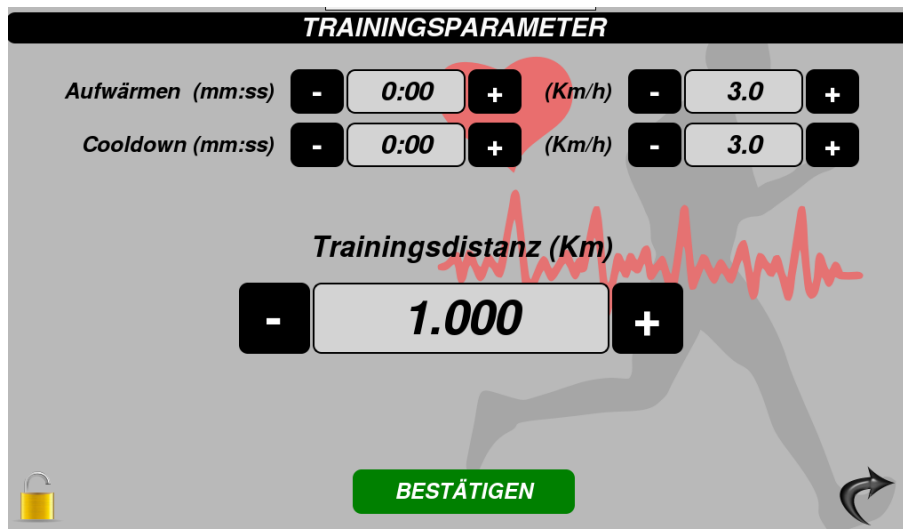 TRAININGSPARAMETER
Aufwärmen (mm:ss) - 0:00 + (Km/h) - 3.0 +
Cooldown (mm:ss) - 0:00 + (Km/h) - 3.0 +
Trainingsdistanz (Km)
- 1.000 +
BESTÄTIGEN